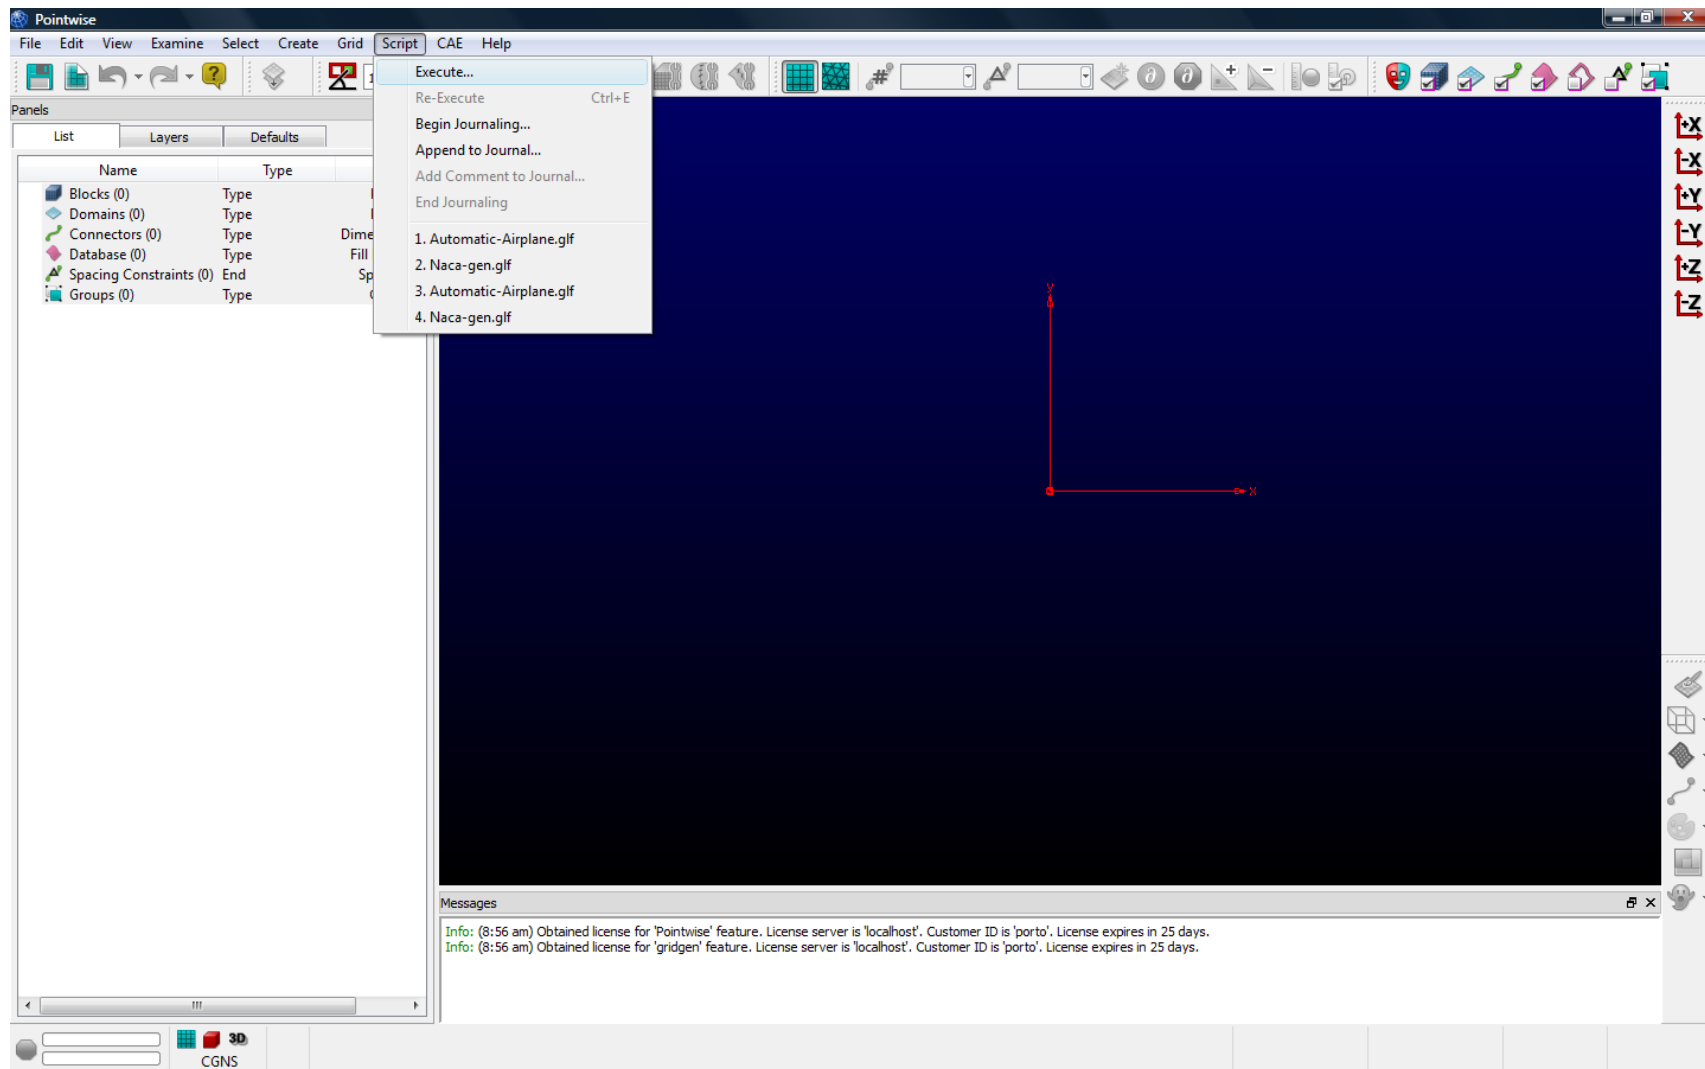 Pointwise
File Edit View Examine Select Create Grid Script CAE Help
Execute...
Re-Execute Ctrl+E
Begin Journaling...
Append to Journal...
Add Comment to Journal...
End Journaling
1. Automatic-Airplane.glf
2. Naca-gen.glf
3. Automatic-Airplane.glf
4. Naca-gen.glf
Panels
List Layers Defaults
Name Type
Blocks (0) Type
Domains (0) Type
Connectors (0) Type Dime
Database (0) Type Fill
Spacing Constraints (0) End Sp
Groups (0) Type
y
x
+X
-X
+Y
-Y
+Z
-Z
Messages
Info: (8:56 am) Obtained license for 'Pointwise' feature. License server is 'localhost'. Customer ID is 'porto'. License expires in 25 days.
Info: (8:56 am) Obtained license for 'gridgen' feature. License server is 'localhost'. Customer ID is 'porto'. License expires in 25 days.
3D
CGNS